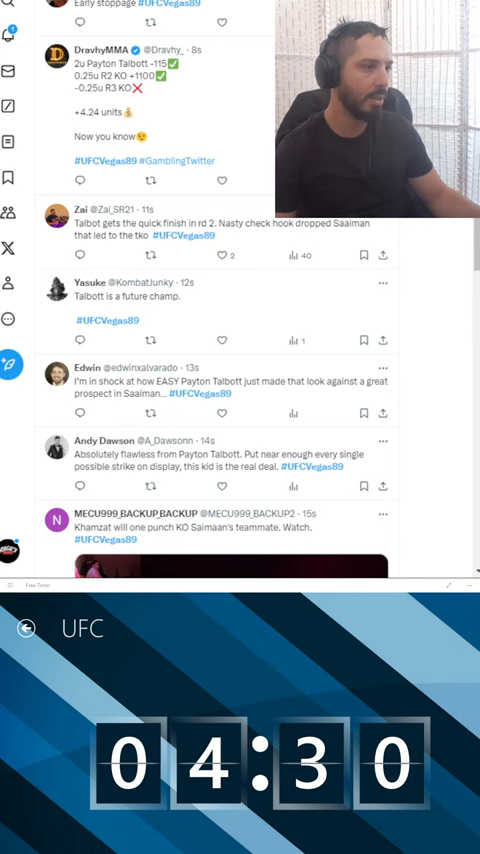 Early stoppage #UFCVegas89
DravhyMMA @Dravhy_ · 8s
2u Payton Talbott -115✅
0.25u R2 KO +1100✅
-0.25u R3 KO❌
+4.24 units💰
Now you know😉
#UFCVegas89 #GamblingTwitter
Zai @Zai_SR21 · 11s
Talbot gets the quick finish in rd 2. Nasty check hook dropped Saaiman
that led to the tko #UFCVegas89
2
40
Yasuke @KombatJunky · 12s
Talbott is a future champ.
#UFCVegas89
1
Edwin @edwinxalvarado · 13s
I'm in shock at how EASY Payton Talbott just made that look against a great
prospect in Saaiman... #UFCVegas89
Andy Dawson @A_Dawsonn · 14s
Absolutely flawless from Payton Talbott. Put near enough every single
possible strike on display, this kid is the real deal. #UFCVegas89
N
MECU999_BACKUP_BACKUP @MECU999_BACKUP2 · 15s
Khamzat will one punch KO Saimaan's teammate. Watch.
#UFCVegas89
Free Timer
UFC
04:30